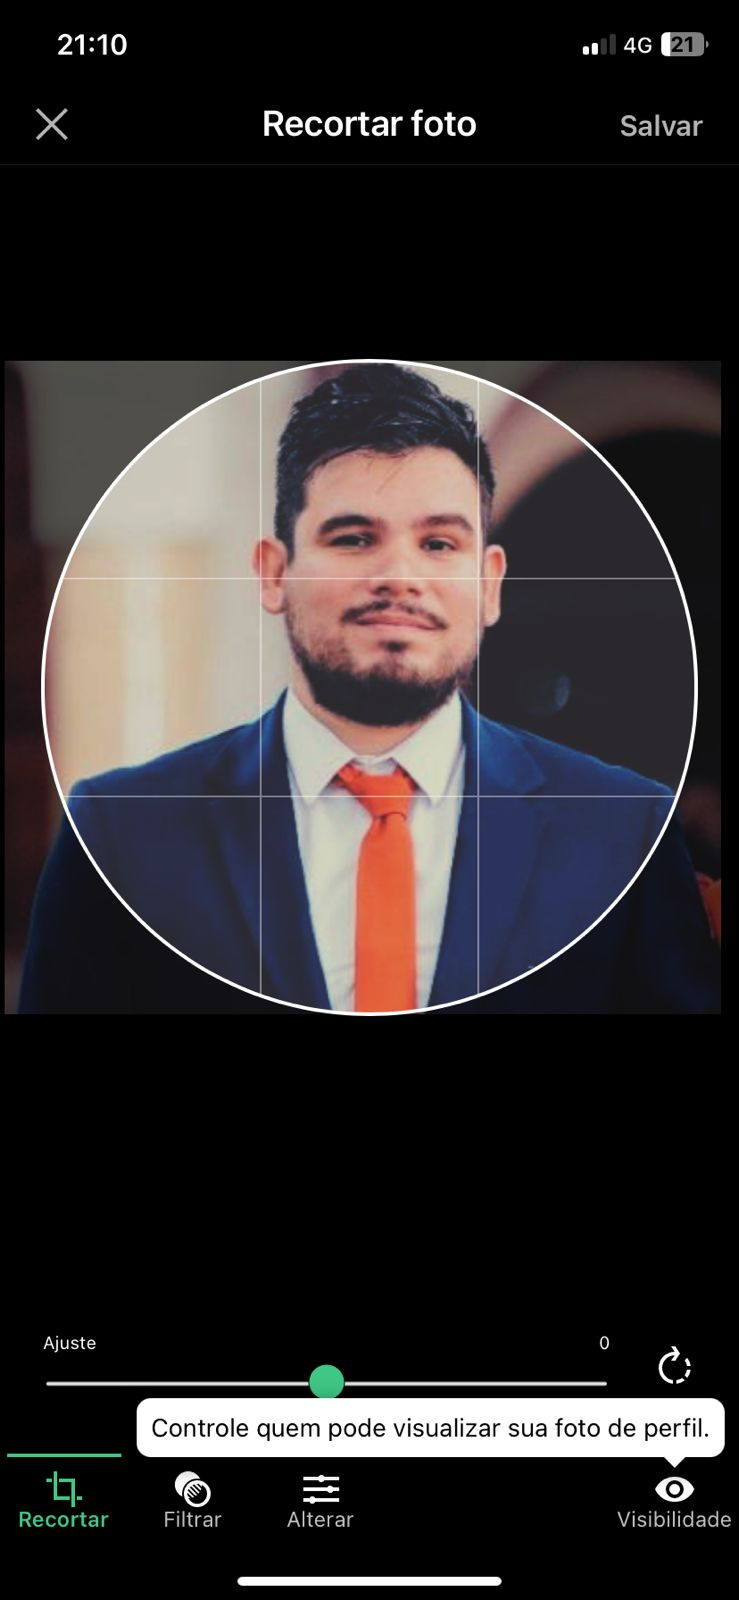 21:10
4G
21
Recortar foto
Salvar
Ajuste
0
Controle quem pode visualizar sua foto de perfil.
Recortar
Filtrar
Alterar
Visibilidade